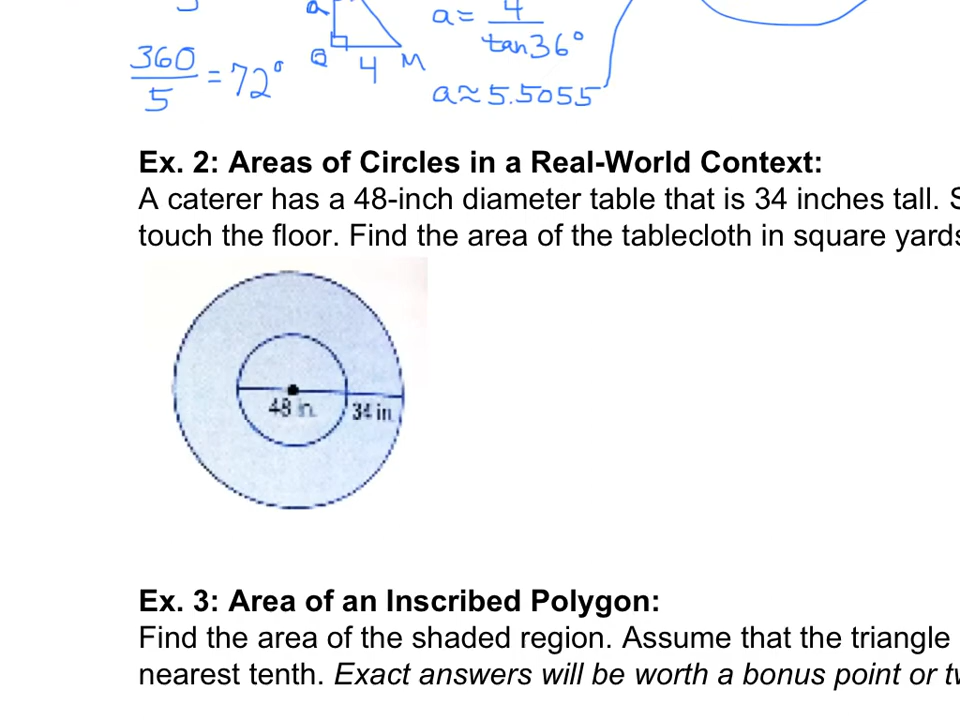 a = 4
tan 36°
360
5
= 72°
Q 4 M
a ≈ 5.5055
Ex. 2: Areas of Circles in a Real-World Context:
A caterer has a 48-inch diameter table that is 34 inches tall.
touch the floor. Find the area of the tablecloth in square yards
48 in.
34 in
Ex. 3: Area of an Inscribed Polygon:
Find the area of the shaded region. Assume that the triangle
nearest tenth. Exact answers will be worth a bonus point or